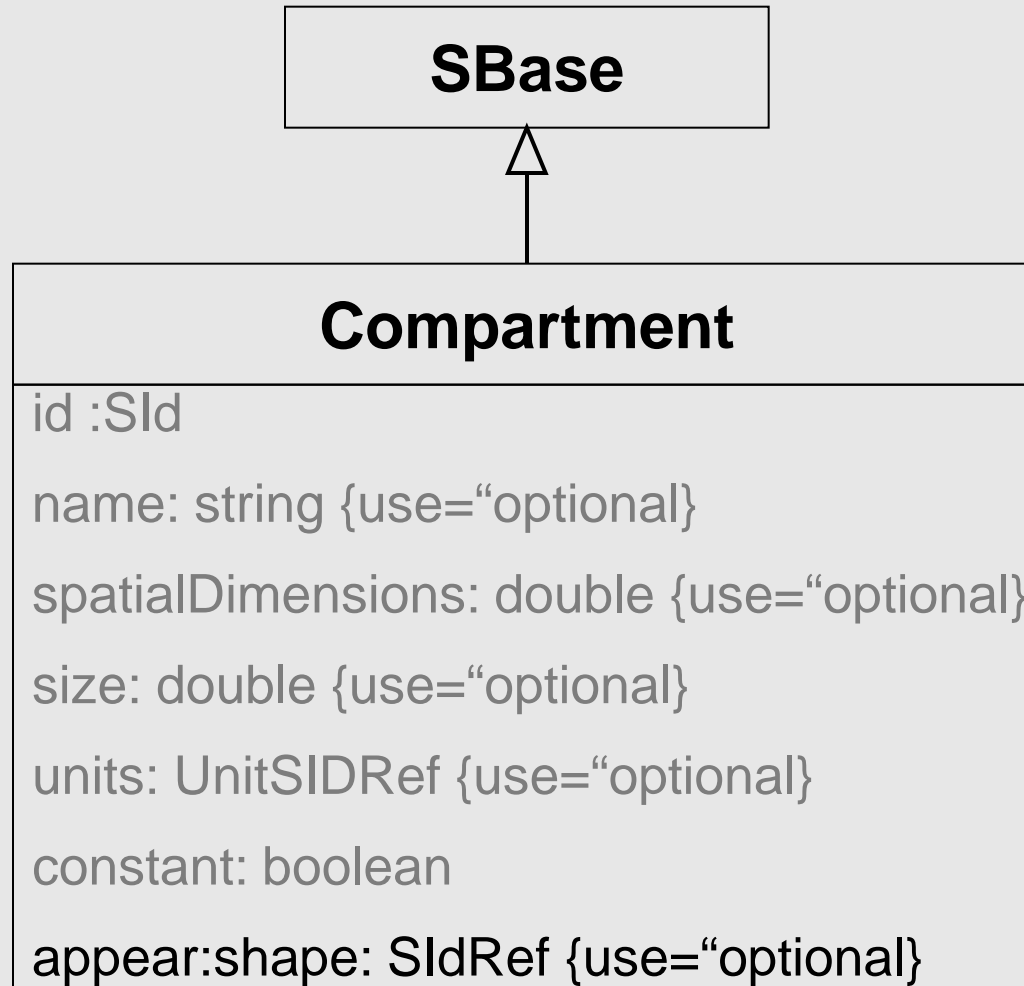 SBase
Compartment
id :SId
name: string {use=“optional}
spatialDimensions: double {use=“optional}
size: double {use=“optional}
units: UnitSIDRef {use=“optional}
constant: boolean
appear:shape: SIdRef {use=“optional}